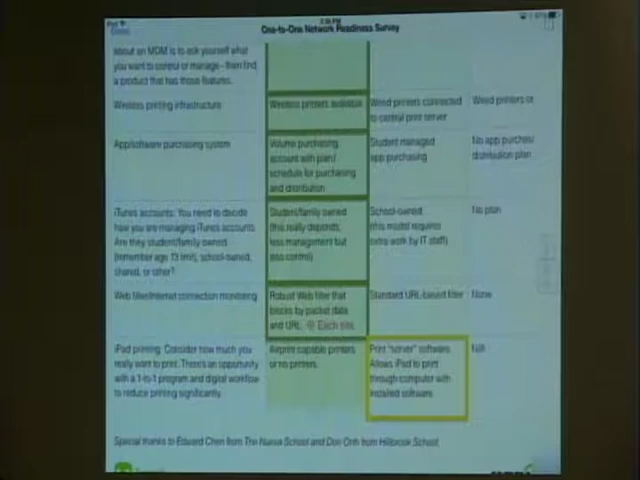 One-to-One Network Readiness Survey
about an MDM is to ask yourself what
you want to control or manage - then find
a product that has those features.
Wireless printing infrastructure
Wireless printers available
Wired printers connected
to central print server
Wired printers or
App/software purchasing system
Volume purchasing
account with plan/
schedule for purchasing
and distribution
Student managed
app purchasing
No app purchase/
distribution plan
iTunes accounts: You need to decide
how you are managing iTunes accounts.
Are they student/family owned
(remember age 13 limit), school-owned,
shared, or other?
Student/family owned
(this really depends,
less management but
less control)
School-owned
(this model requires
extra work by IT staff)
No plan
Web filter/Internet connection monitoring
Robust Web filter that
blocks by packet data
and URL. @ Each site.
Standard URL-based filter
None
iPad printing: Consider how much you
really want to print. There's an opportunity
with a 1-to-1 program and digital workflow
to reduce printing significantly.
Airprint capable printers
or no printers.
Print "server" software.
Allows iPad to print
through computer with
installed software.
N/A
Special thanks to Edward Chen from The Nueva School and Don Orth from Hillbrook School.